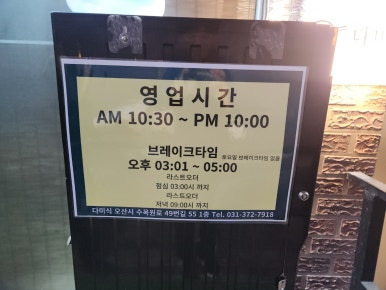 영업시간
AM 10:30 ~ PM 10:00
브레이크타임 토요일 브레이크타임 없음
오후 03:01 ~ 05:00
라스트오더
점심 03:00시 까지
라스트오더
저녁 09:00시 까지
다미식 오산시 수목원로 49번길 55 1층 Tel. 031-372-7918